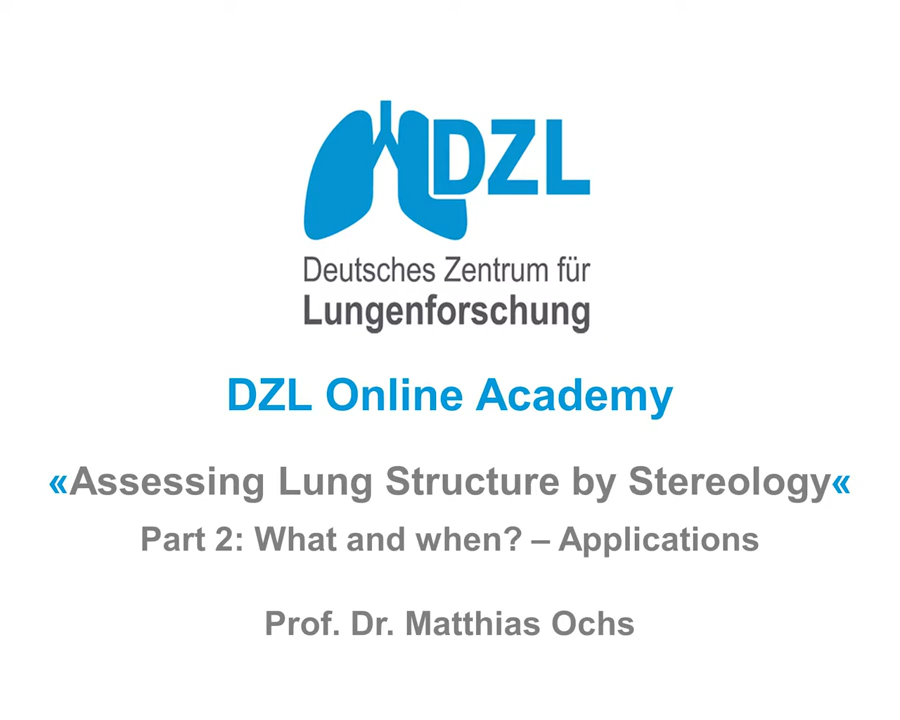 DZL
Deutsches Zentrum für
Lungenforschung
DZL Online Academy
«Assessing Lung Structure by Stereology«
Part 2: What and when? – Applications
Prof. Dr. Matthias Ochs